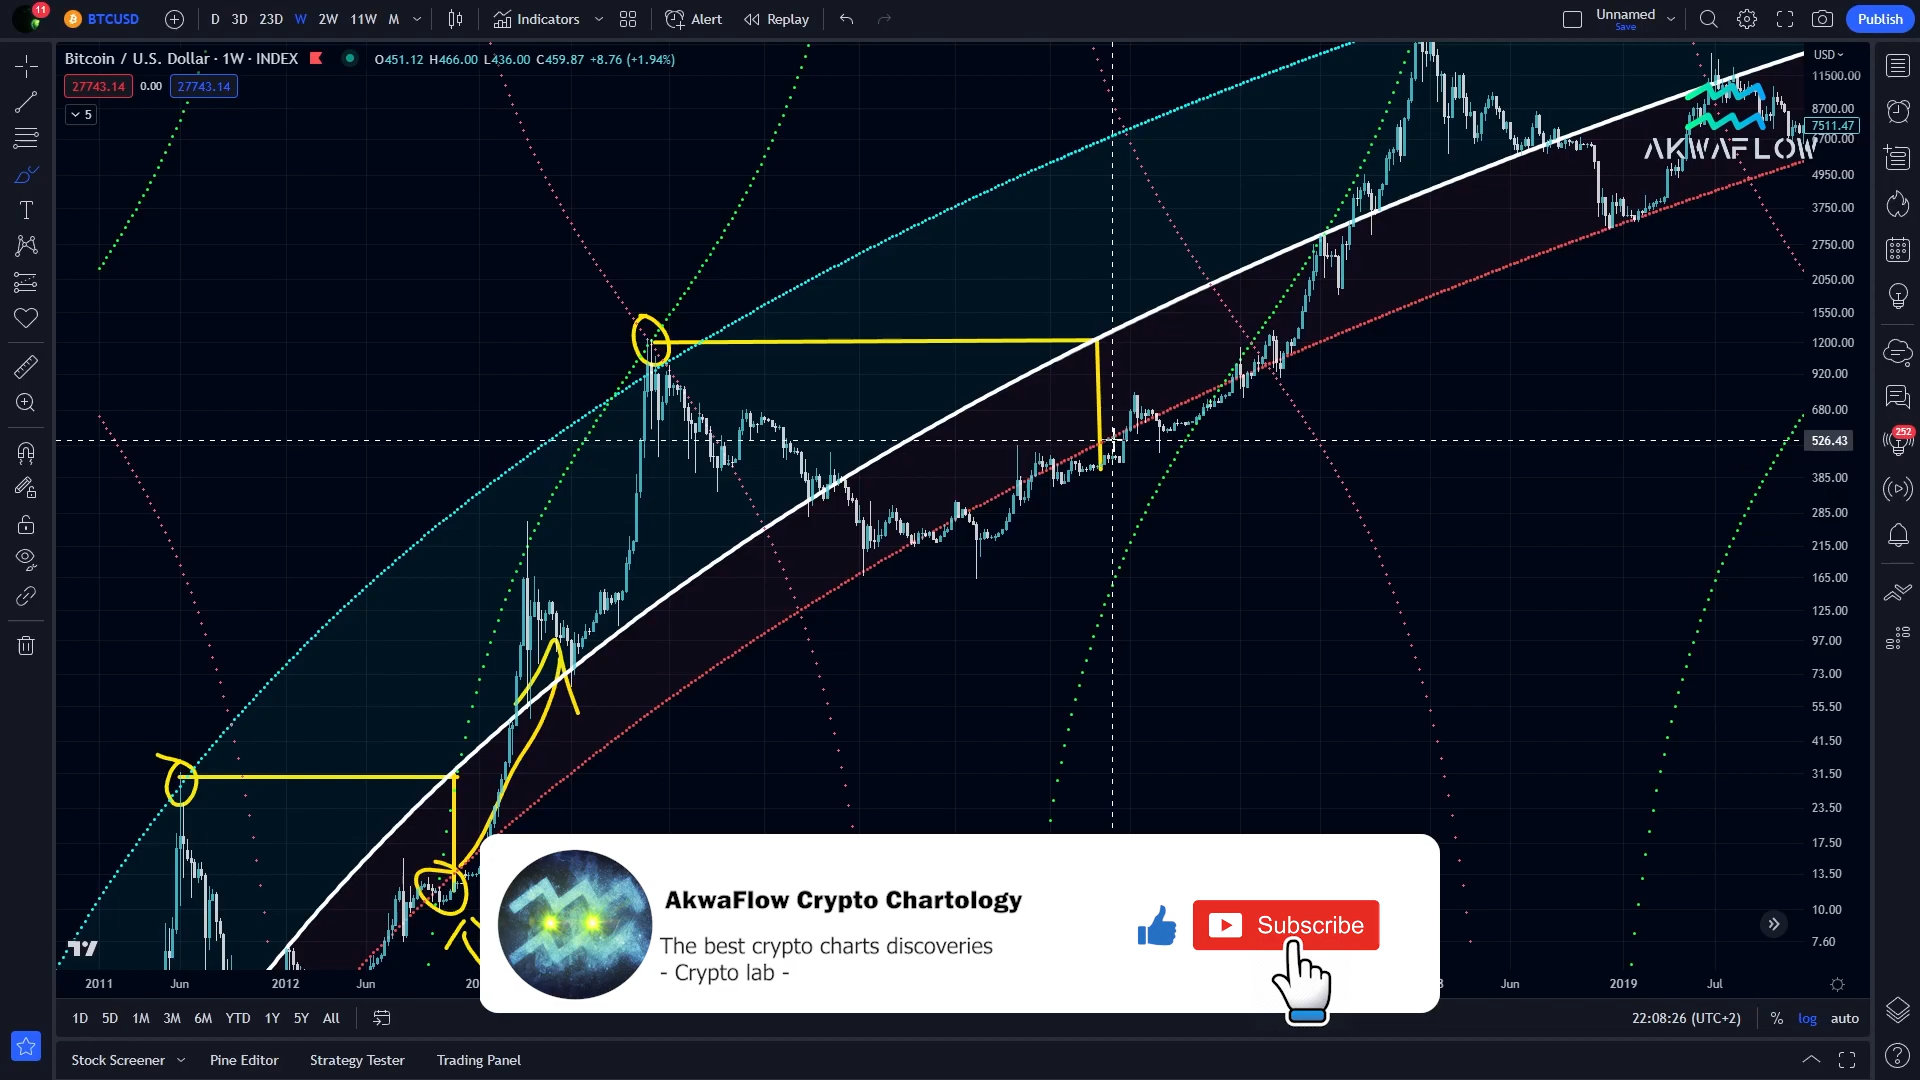 11
BTCUSD
D 3D 23D W 2W 11W M
Indicators
Alert
Replay
Unnamed
Save
Publish
Bitcoin / U.S. Dollar · 1W · INDEX
O451.12 H466.00 L436.00 C459.87 +8.76 (+1.94%)
27743.14 0.00 27743.14
5
USD
11500.00
8700.00
7511.47
6700.00
AKWAFLOW
4950.00
3750.00
2750.00
2050.00
1550.00
1200.00
920.00
680.00
526.43
252
385.00
285.00
215.00
165.00
125.00
97.00
73.00
55.50
41.50
31.50
23.50
17.50
13.50
10.00
7.60
AkwaFlow Crypto Chartology
The best crypto charts discoveries
- Crypto lab -
Subscribe
2011 Jun 2012 Jun Jun 2019 Jul
1D 5D 1M 3M 6M YTD 1Y 5Y All
22:08:26 (UTC+2) % log auto
Stock Screener Pine Editor Strategy Tester Trading Panel